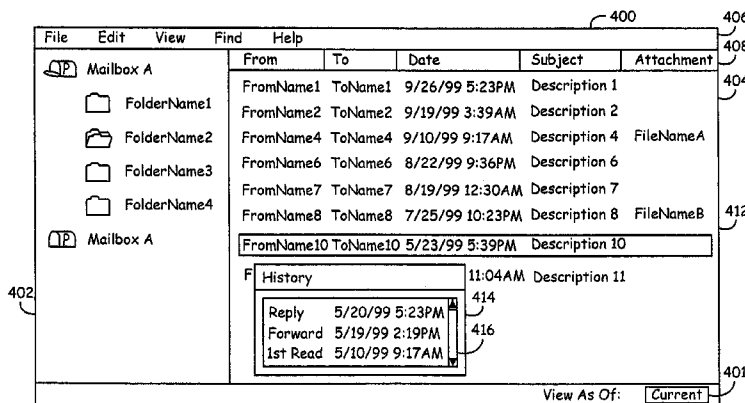 400
406
File Edit View Find Help
408
From To Date Subject Attachment
Mailbox A
404
FromName1 ToName1 9/26/99 5:23PM Description 1
FolderName1
FromName2 ToName2 9/19/99 3:39AM Description 2
FolderName2
FromName4 ToName4 9/10/99 9:17AM Description 4 FileNameA
FolderName3
FromName6 ToName6 8/22/99 9:36PM Description 6
FromName7 ToName7 8/19/99 12:30AM Description 7
FolderName4
FromName8 ToName8 7/25/99 10:23PM Description 8 FileNameB
412
Mailbox A
FromName10 ToName10 5/23/99 5:39PM Description 10
F 11:04AM Description 11
History
402
414
Reply 5/20/99 5:23PM
416
Forward 5/19/99 2:19PM
1st Read 5/10/99 9:17AM
401
View As Of: Current